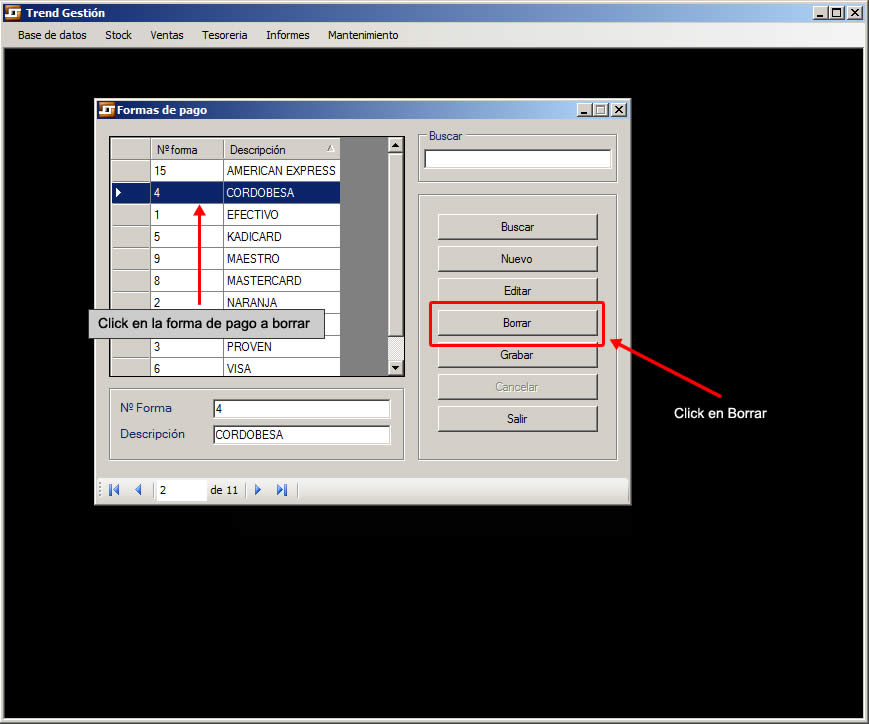 Trend Gestión
Base de datos Stock Ventas Tesoreria Informes Mantenimiento
Formas de pago
Nº forma Descripción
15 AMERICAN EXPRESS
4 CORDOBESA
1 EFECTIVO
5 KADICARD
9 MAESTRO
8 MASTERCARD
2 NARANJA
Click en la forma de pago a borrar
3 PROVEN
6 VISA
Nº Forma 4
Descripción CORDOBESA
2 de 11
Buscar
Buscar
Nuevo
Editar
Borrar
Grabar
Cancelar
Salir
Click en Borrar